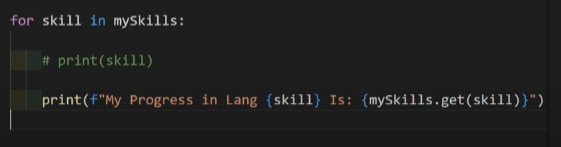 for skill in mySkills:
# print(skill)
print(f"My Progress in Lang {skill} Is: {mySkills.get(skill)}")